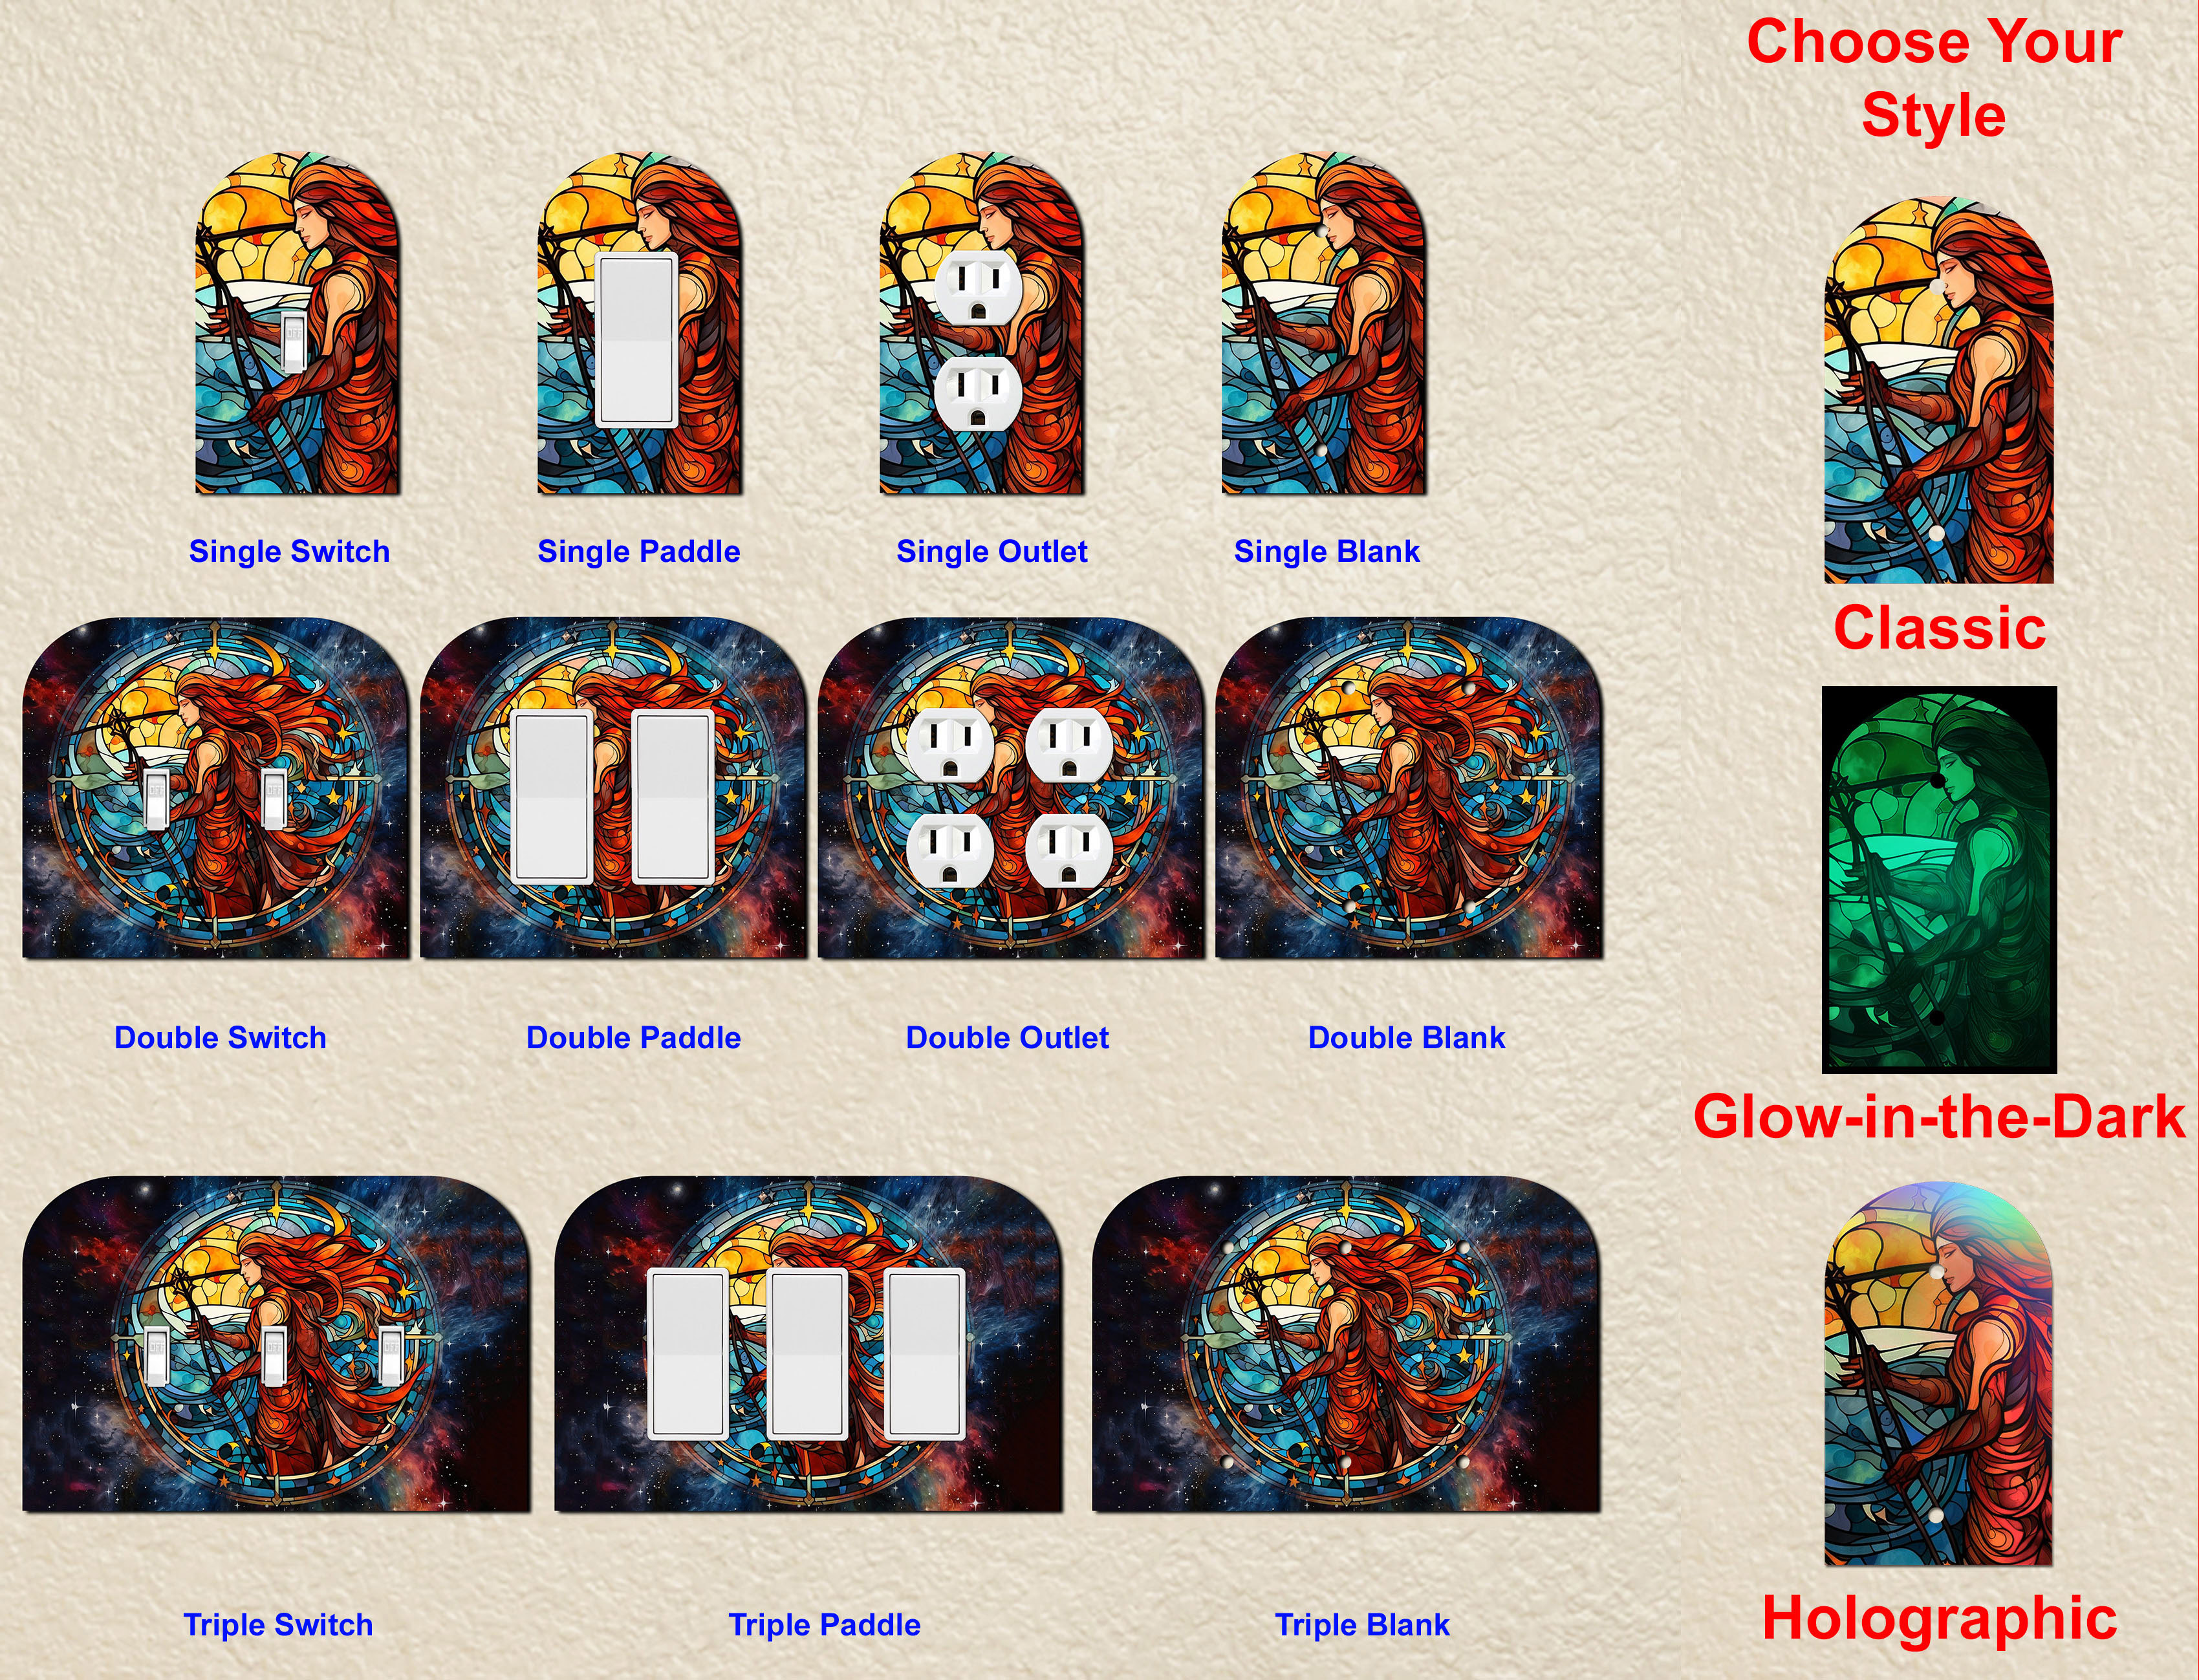 Choose Your
Style
Single Switch
Single Paddle
Single Outlet
Single Blank
Classic
Double Switch
Double Paddle
Double Outlet
Double Blank
Glow-in-the-Dark
Triple Switch
Triple Paddle
Triple Blank
Holographic